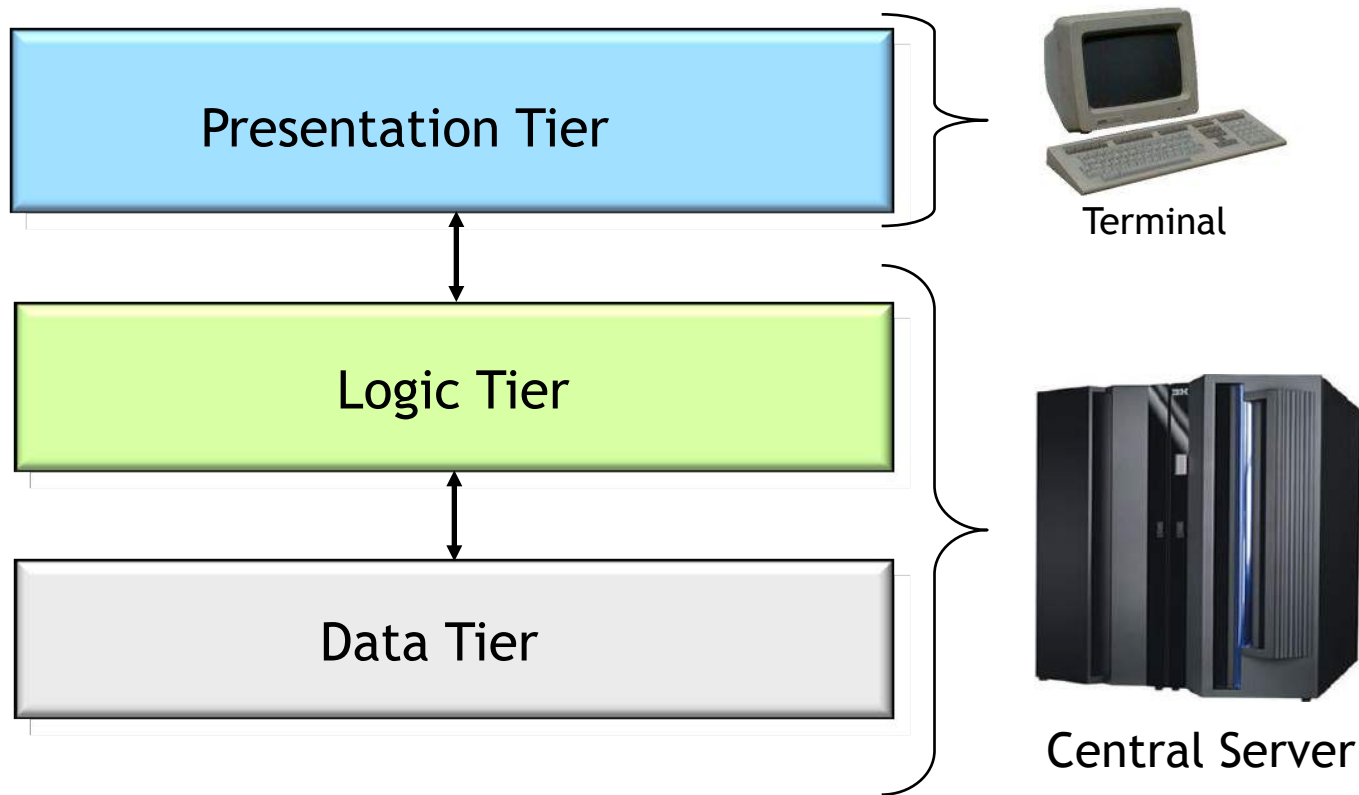 Presentation Tier
Terminal
Logic Tier
Data Tier
Central Server